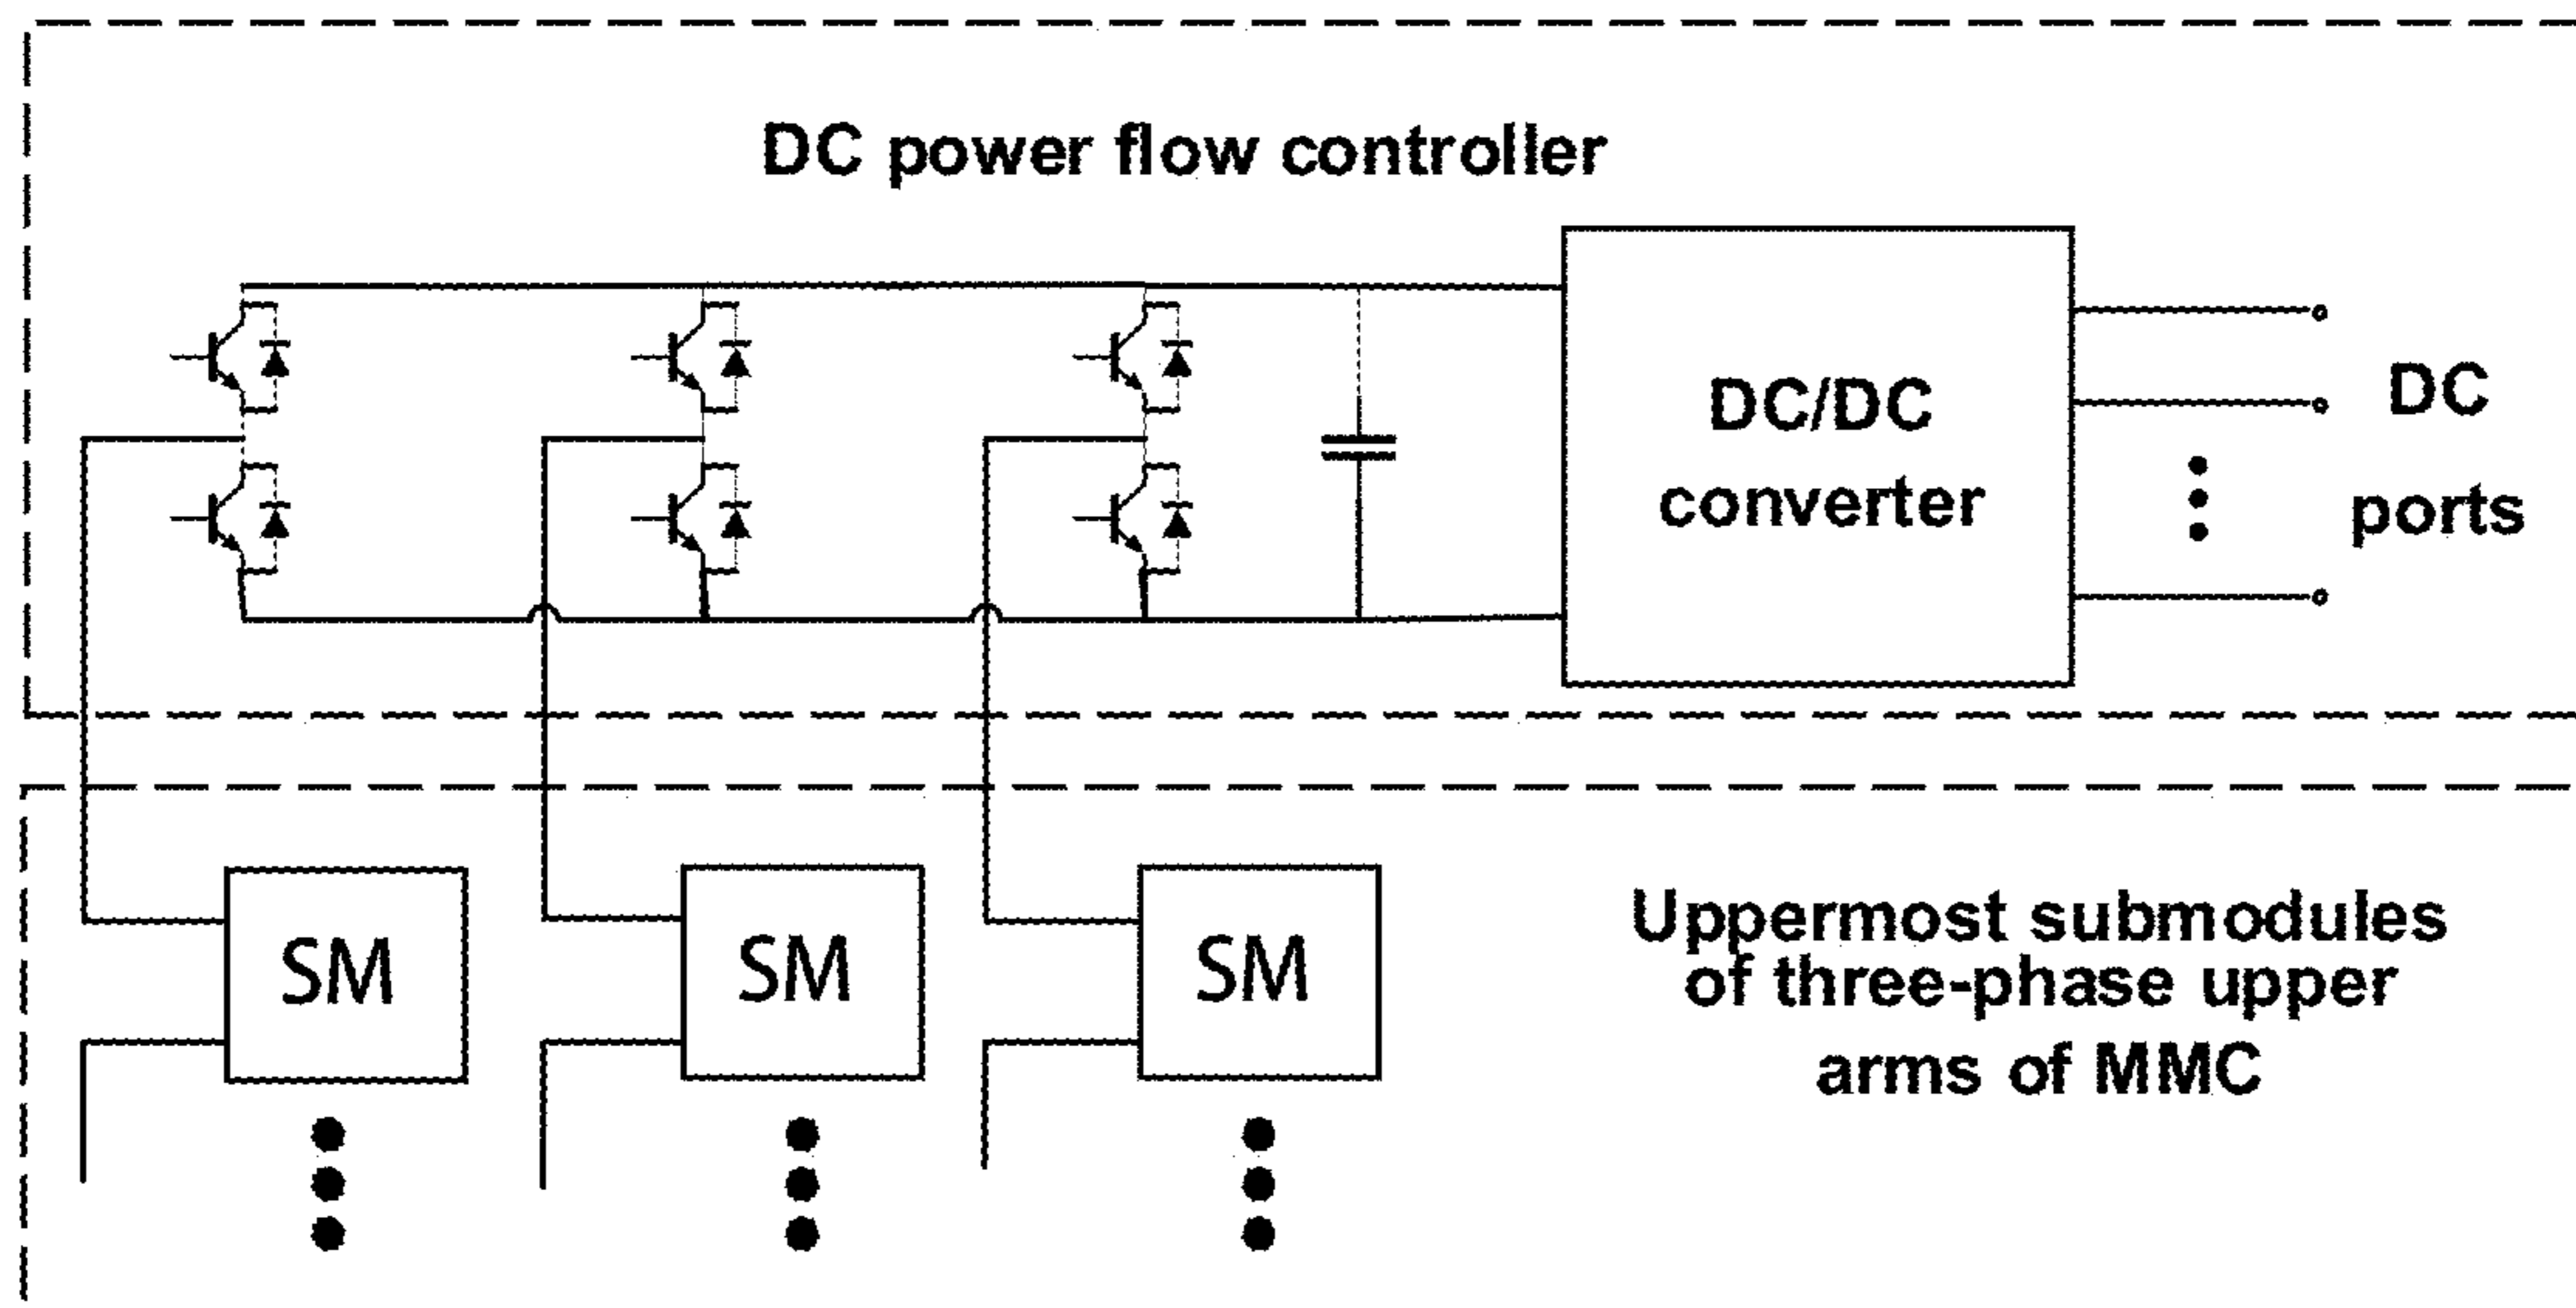 DC power flow controller
DC/DC
converter
DC
ports
SM
SM
SM
Uppermost submodules
of three-phase upper
arms of MMC